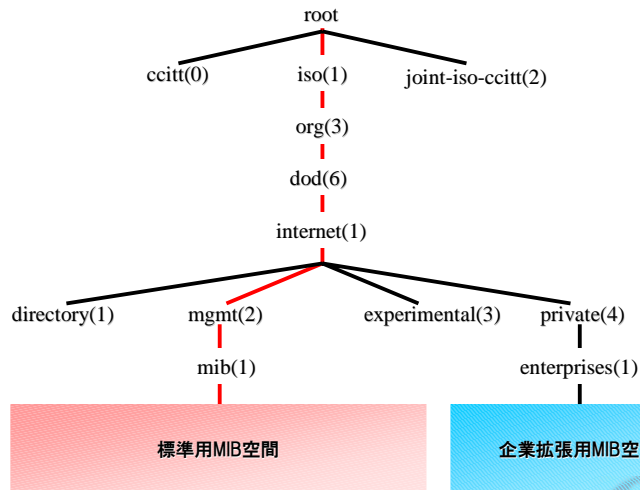 root
ccitt(0) iso(1) joint-iso-ccitt(2)
org(3)
dod(6)
internet(1)
directory(1) mgmt(2) experimental(3) private(4)
mib(1) enterprises(1)
標準用MIB空間 企業拡張用MIB空